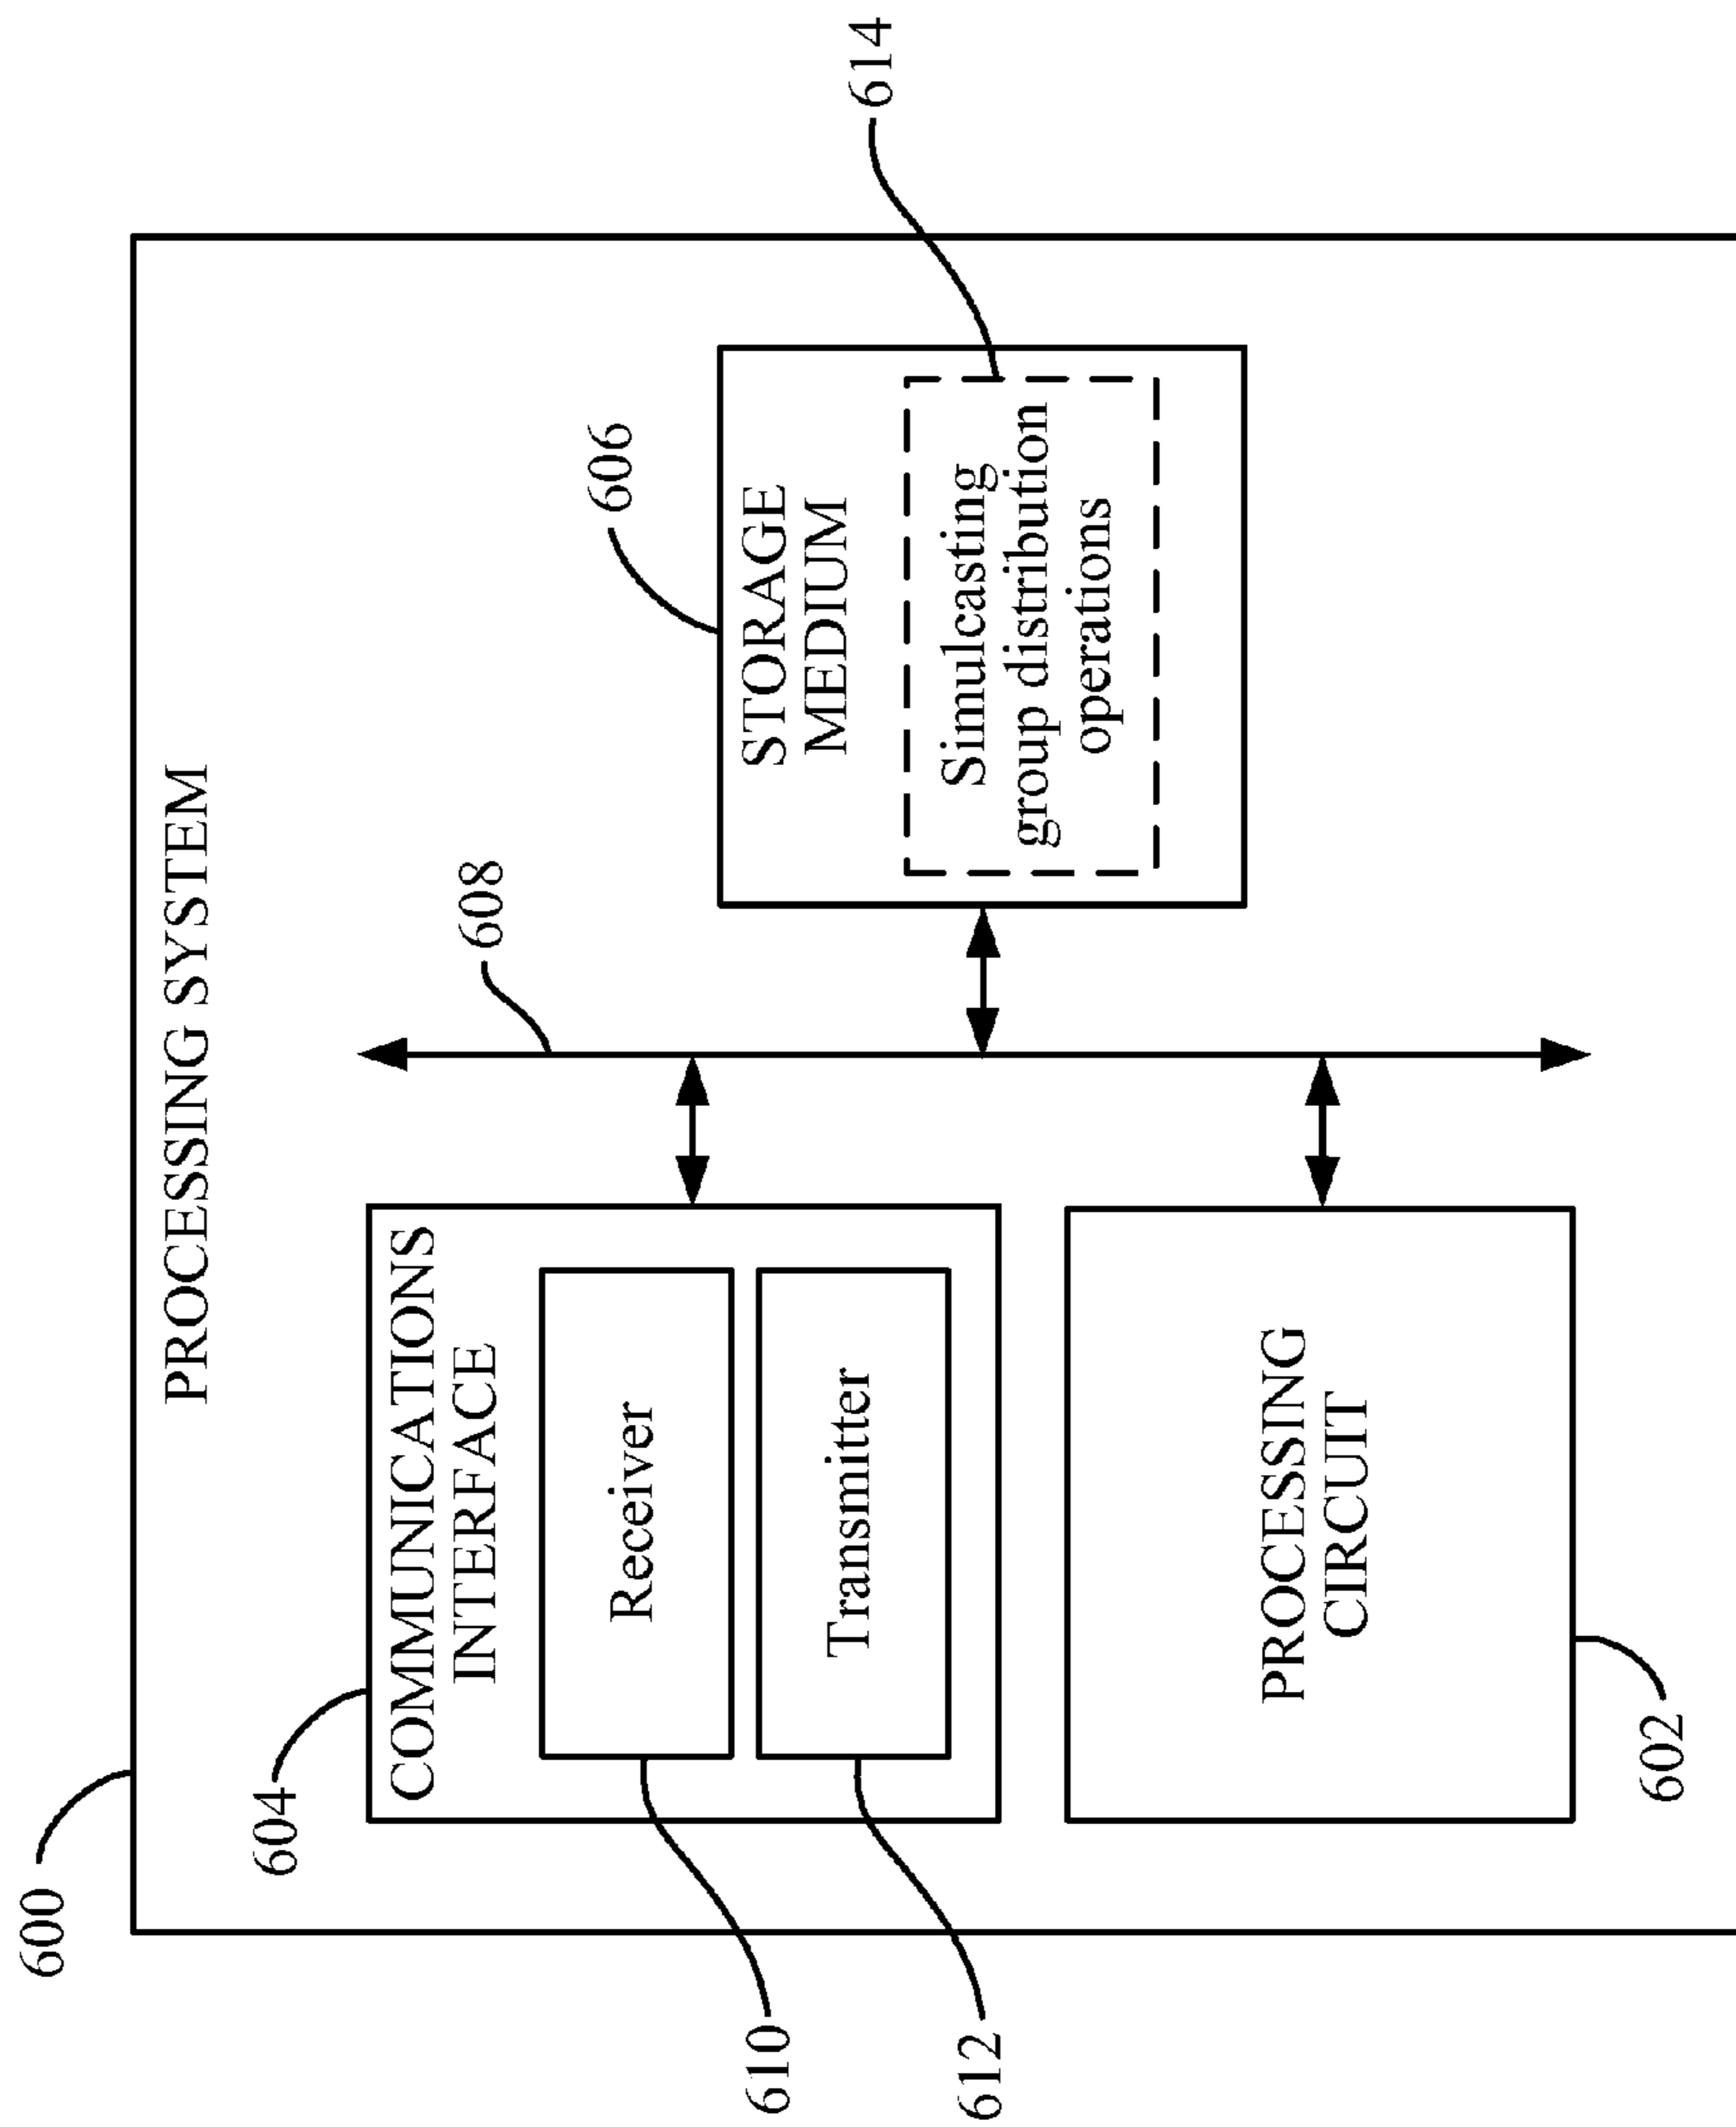 600
PROCESSING SYSTEM
604
COMMUNICATIONS
INTERFACE
608
606
STORAGE
MEDIUM
610
Receiver
Simulcasting
group distribution
operations
614
612
Transmitter
PROCESSING
CIRCUIT
602